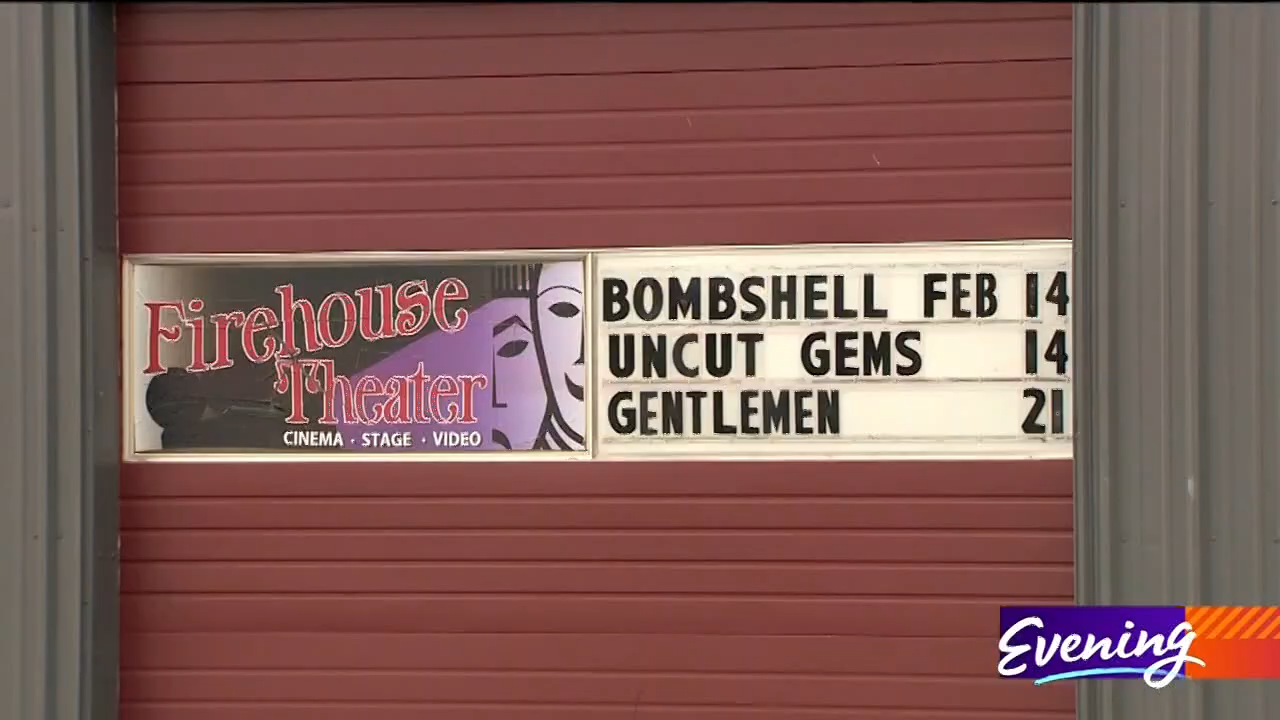 Firehouse
Theater
CINEMA · STAGE · VIDEO
BOMBSHELL FEB 14
UNCUT GEMS 14
GENTLEMEN 21
Evening